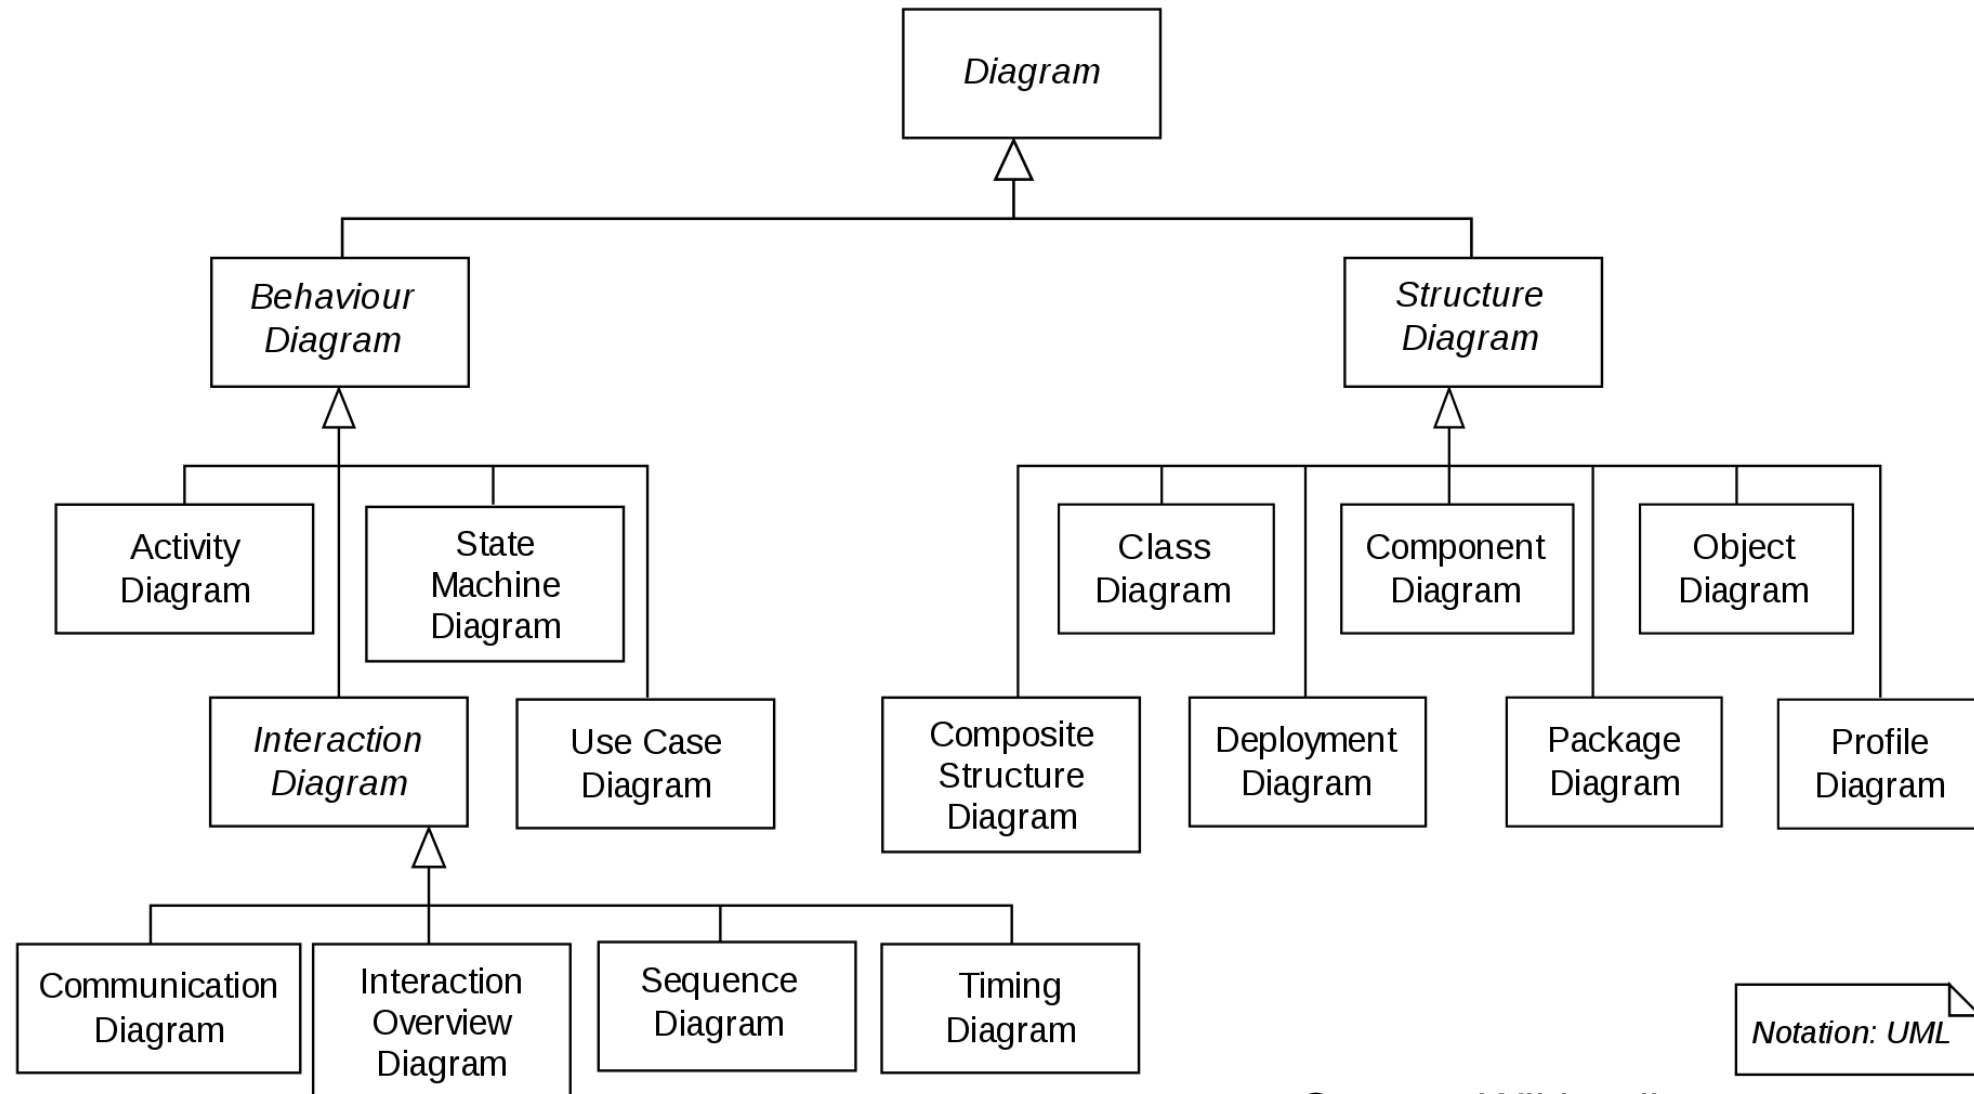 Diagram
Behaviour
Diagram
Structure
Diagram
Activity
Diagram
State
Machine
Diagram
Class
Diagram
Component
Diagram
Object
Diagram
Interaction
Diagram
Use Case
Diagram
Composite
Structure
Diagram
Deployment
Diagram
Package
Diagram
Profile
Diagram
Communication
Diagram
Interaction
Overview
Diagram
Sequence
Diagram
Timing
Diagram
Notation: UML